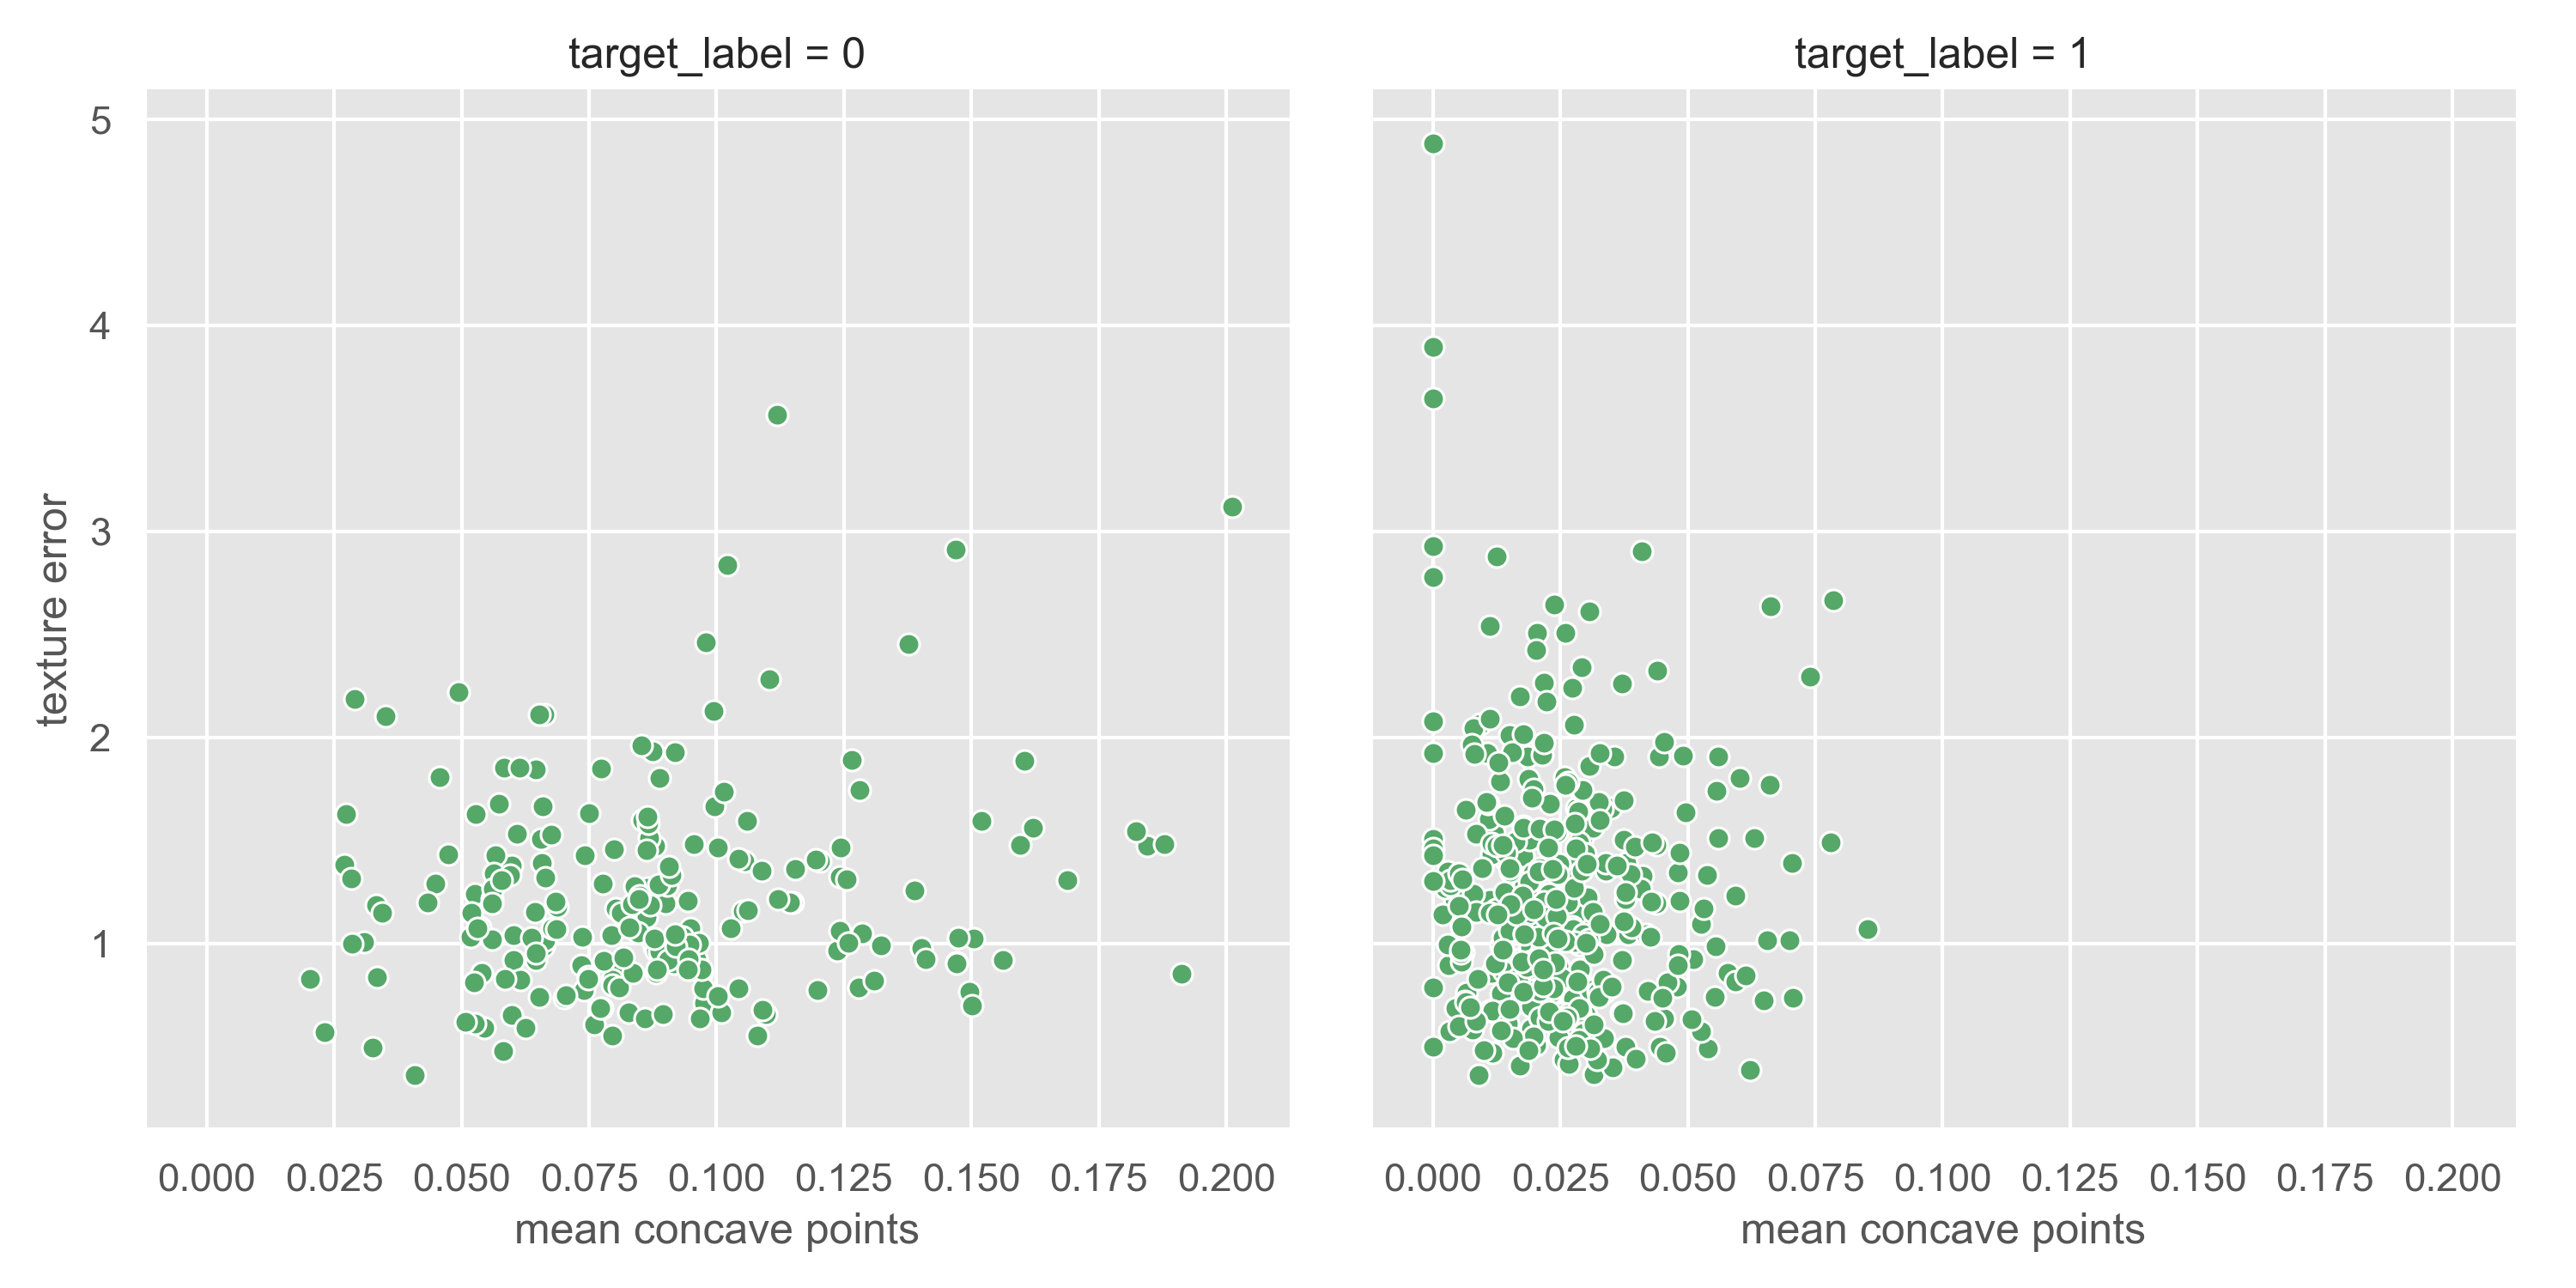 target_label = 0
target_label = 1
5
4
3
2
1
texture error
0.000 0.025 0.050 0.075 0.100 0.125 0.150 0.175 0.200
0.000 0.025 0.050 0.075 0.100 0.125 0.150 0.175 0.200
mean concave points
mean concave points